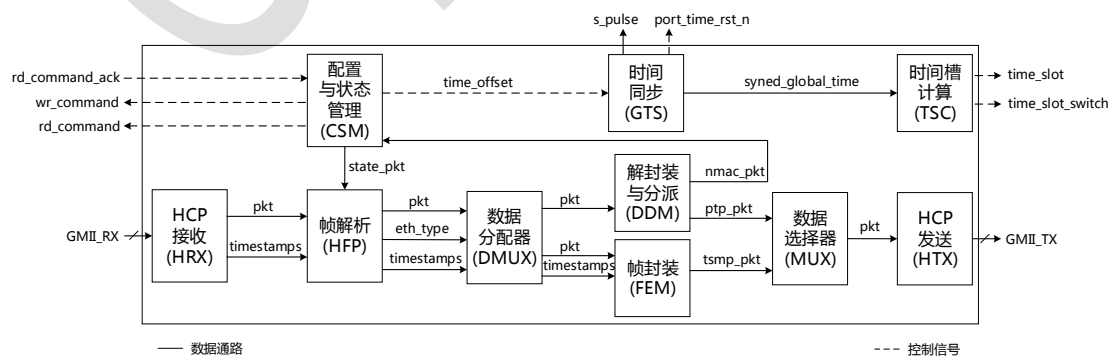 s_pulse
port_time_rst_n
rd_command_ack
wr_command
rd_command
配置
与状态
管理
(CSM)
time_offset
时间
同步
(GTS)
syned_global_time
时间槽
计算
(TSC)
time_slot
time_slot_switch
state_pkt
GMII_RX
HCP
接收
(HRX)
pkt
timestamps
帧解析
(HFP)
pkt
eth_type
timestamps
数据
分配器
(DMUX)
pkt
pkt
timestamps
解封装
与分派
(DDM)
nmac_pkt
ptp_pkt
帧封装
(FEM)
tsmp_pkt
数据
选择器
(MUX)
pkt
HCP
发送
(HTX)
GMII_TX
数据通路
控制信号